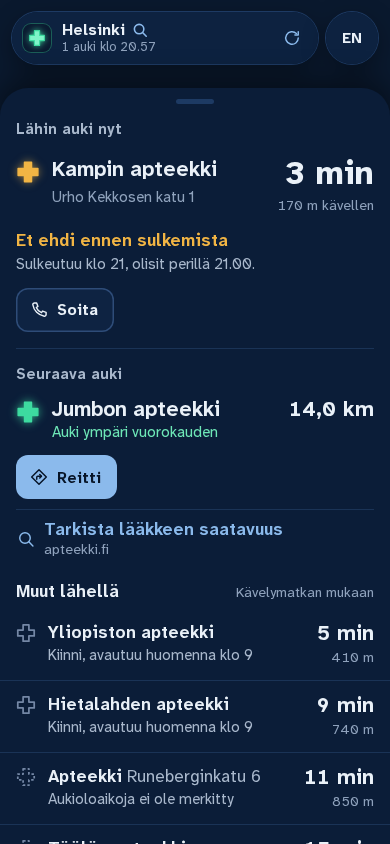 Helsinki
1 auki klo 20.57
EN
Lähin auki nyt
Kampin apteekki
3 min
Urho Kekkosen katu 1
170 m kävellen
Et ehdi ennen sulkemista
Sulkeutuu klo 21, olisit perillä 21.00.
Soita
Seuraava auki
Jumbon apteekki
14,0 km
Auki ympäri vuorokauden
Reitti
Tarkista lääkkeen saatavuus
apteekki.fi
Muut lähellä
Kävelymatkan mukaan
Yliopiston apteekki
5 min
Kiinni, avautuu huomenna klo 9
410 m
Hietalahden apteekki
9 min
Kiinni, avautuu huomenna klo 9
740 m
Apteekki Runeberginkatu 6
11 min
Aukioloaikoja ei ole merkitty
850 m